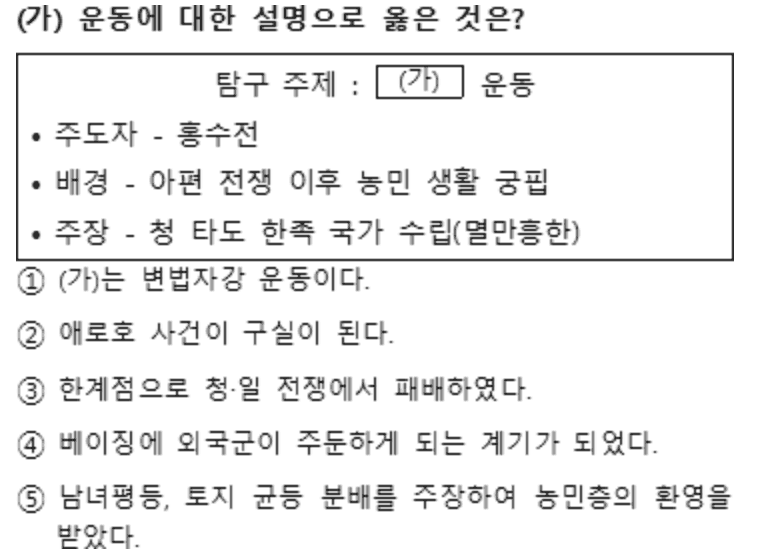 (가) 운동에 대한 설명으로 옳은 것은?
탐구 주제 : (가) 운동
• 주도자 - 홍수전
• 배경 - 아편 전쟁 이후 농민 생활 궁핍
• 주장 - 청 타도 한족 국가 수립(멸만흥한)
① (가)는 변법자강 운동이다.
② 애로호 사건이 구실이 된다.
③ 한계점으로 청·일 전쟁에서 패배하였다.
④ 베이징에 외국군이 주둔하게 되는 계기가 되었다.
⑤ 남녀평등, 토지 균등 분배를 주장하여 농민층의 환영을
받았다.